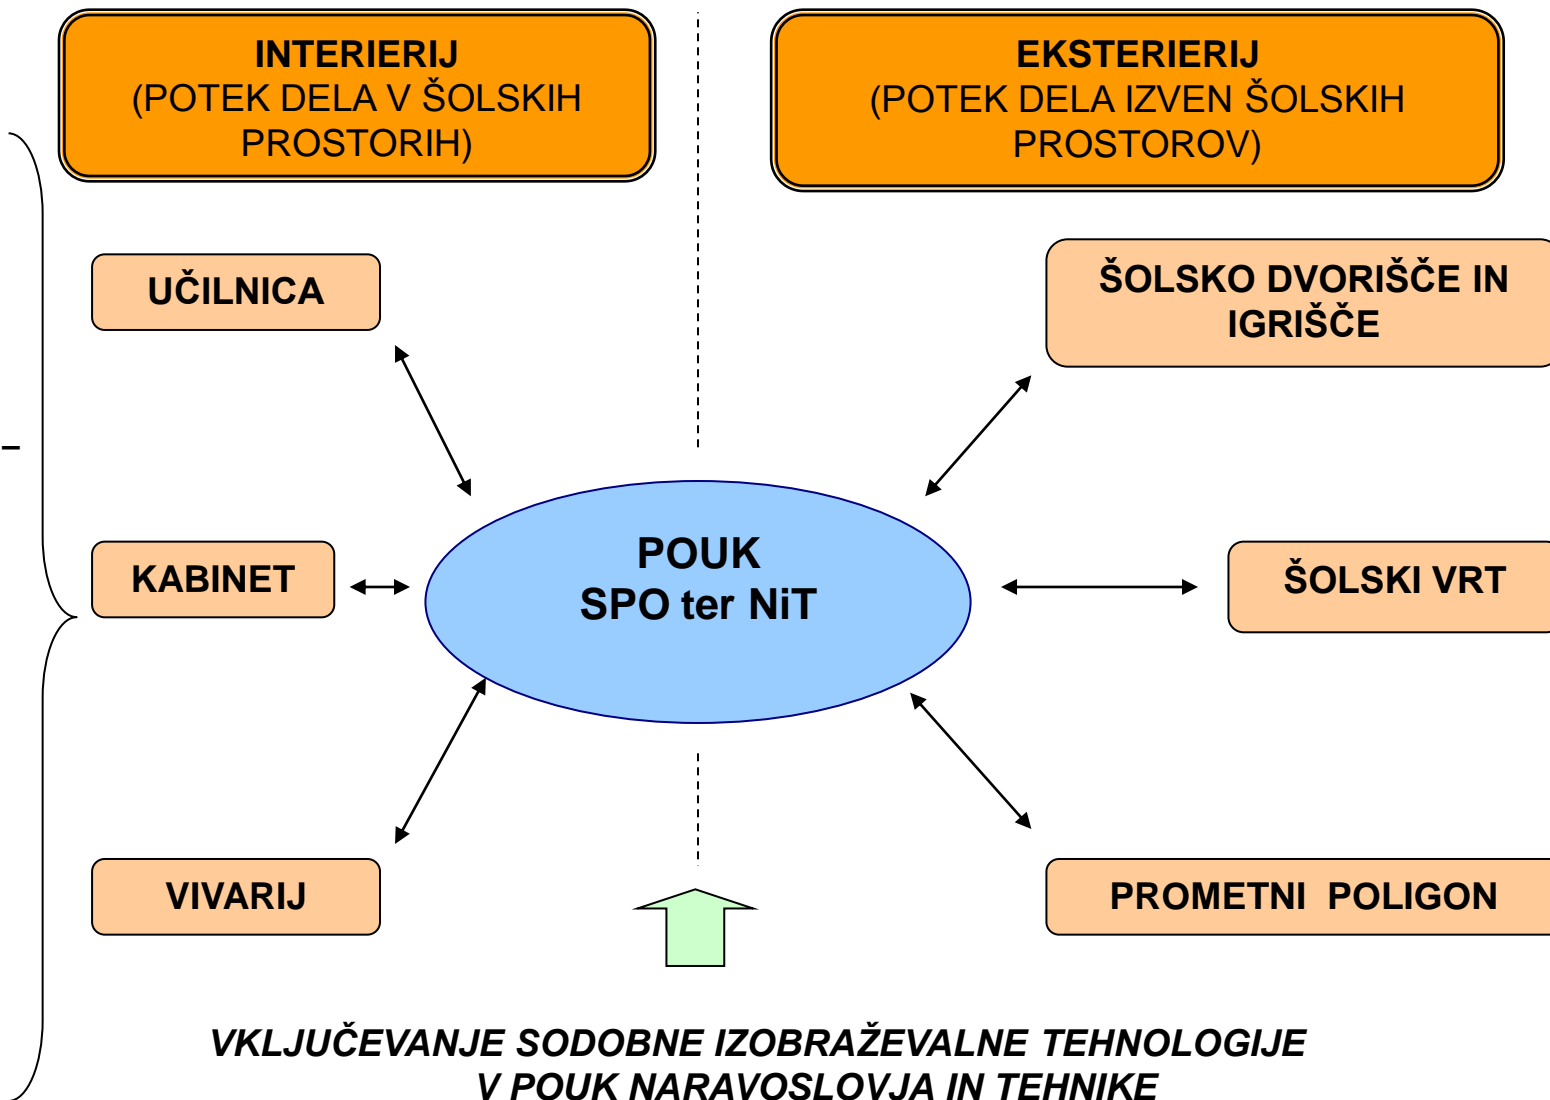 INTERIERIJ
(POTEK DELA V ŠOLSKIH
PROSTORIH)
EKSTERIERIJ
(POTEK DELA IZVEN ŠOLSKIH
PROSTOROV)
UČILNICA
ŠOLSKO DVORIŠČE IN
IGRIŠČE
–
POUK
SPO ter NiT
KABINET
ŠOLSKI VRT
VIVARIJ
PROMETNI  POLIGON
VKLJUČEVANJE SODOBNE IZOBRAŽEVALNE TEHNOLOGIJE
V POUK NARAVOSLOVJA IN TEHNIKE